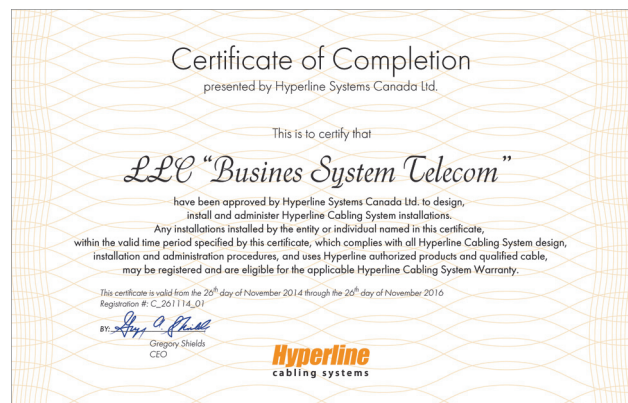 Certificate of Completion
presented by Hyperline Systems Canada Ltd.
This is to certify that
LLC “Busines System Telecom”
have been approved by Hyperline Systems Canada Ltd. to design,
install and administer Hyperline Cabling System installations.
Any installations installed by the entity or individual named in this certificate,
within the valid time period specified by this certificate, which complies with all Hyperline Cabling System design,
installation and administration procedures, and uses Hyperline authorized products and qualified cable,
may be registered and are eligible for the applicable Hyperline Cabling System Warranty.
This certificate is valid from the 26th day of November 2014 through the 26th day of November 2016
Registration #: C_261114_01
BY: Greg A. Shields
Gregory Shields
CEO
Hyperline
cabling systems